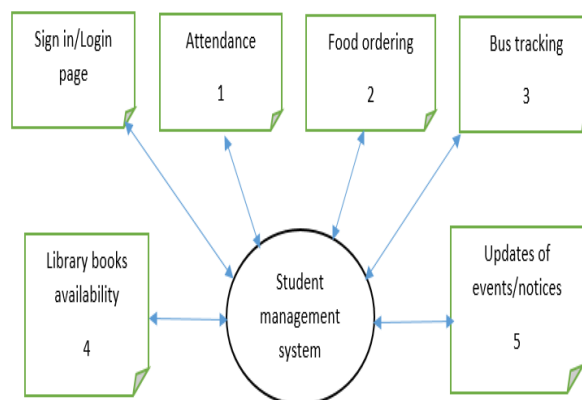 Sign in/Login
page
Attendance
1
Food ordering
2
Bus tracking
3
Library books
availability
4
Student
management
system
Updates of
events/notices
5